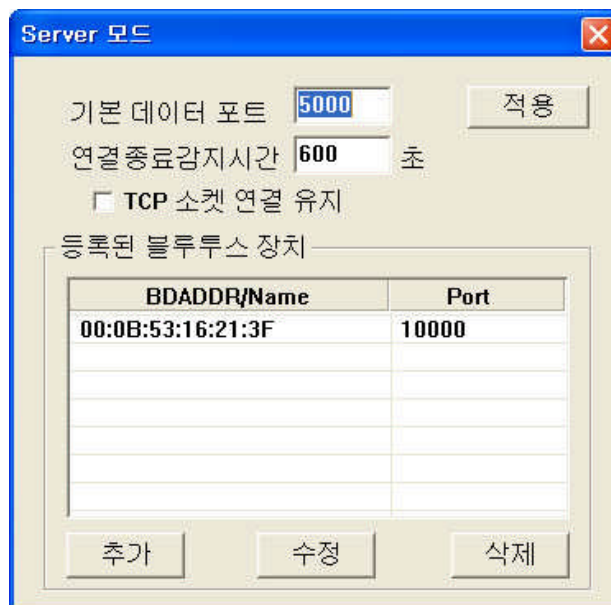 Server 모드
기본 데이터 포트 5000 적용
연결종료감지시간 600 초
TCP 소켓 연결 유지
등록된 블루투스 장치
BDADDR/Name Port
00:0B:53:16:21:3F 10000
추가 수정 삭제